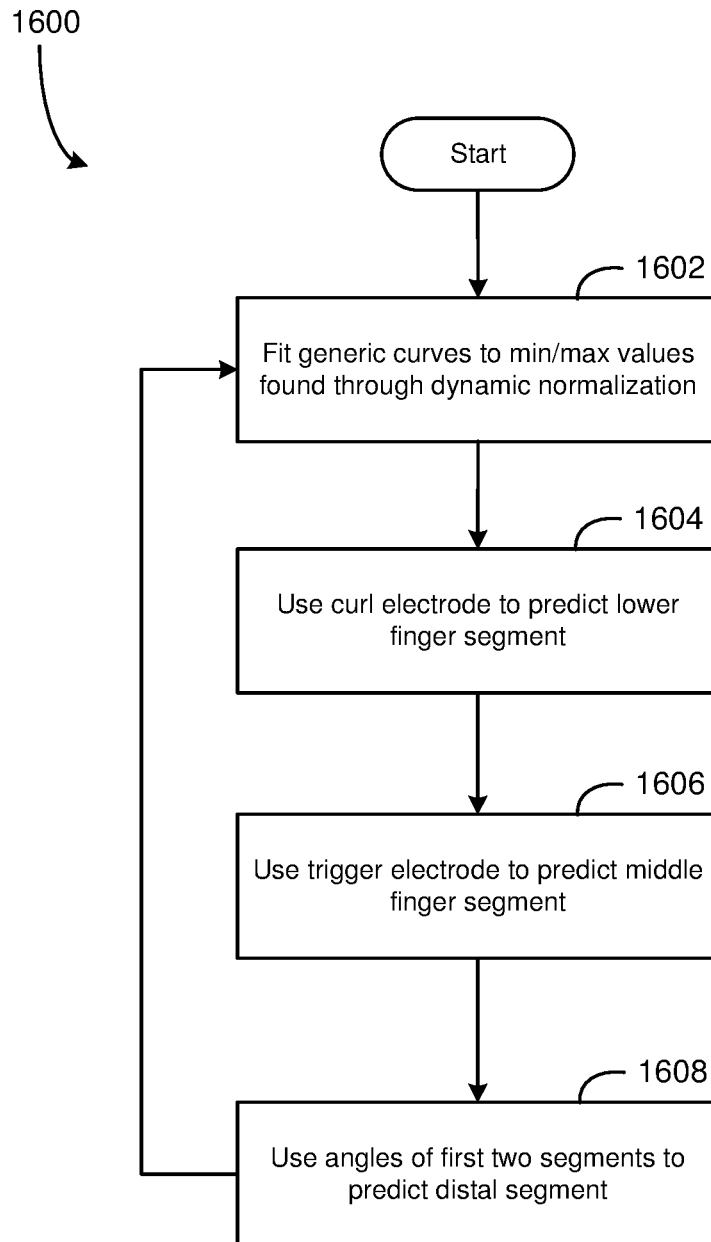 1600
Start
1602
Fit generic curves to min/max values
found through dynamic normalization
1604
Use curl electrode to predict lower
finger segment
1606
Use trigger electrode to predict middle
finger segment
1608
Use angles of first two segments to
predict distal segment